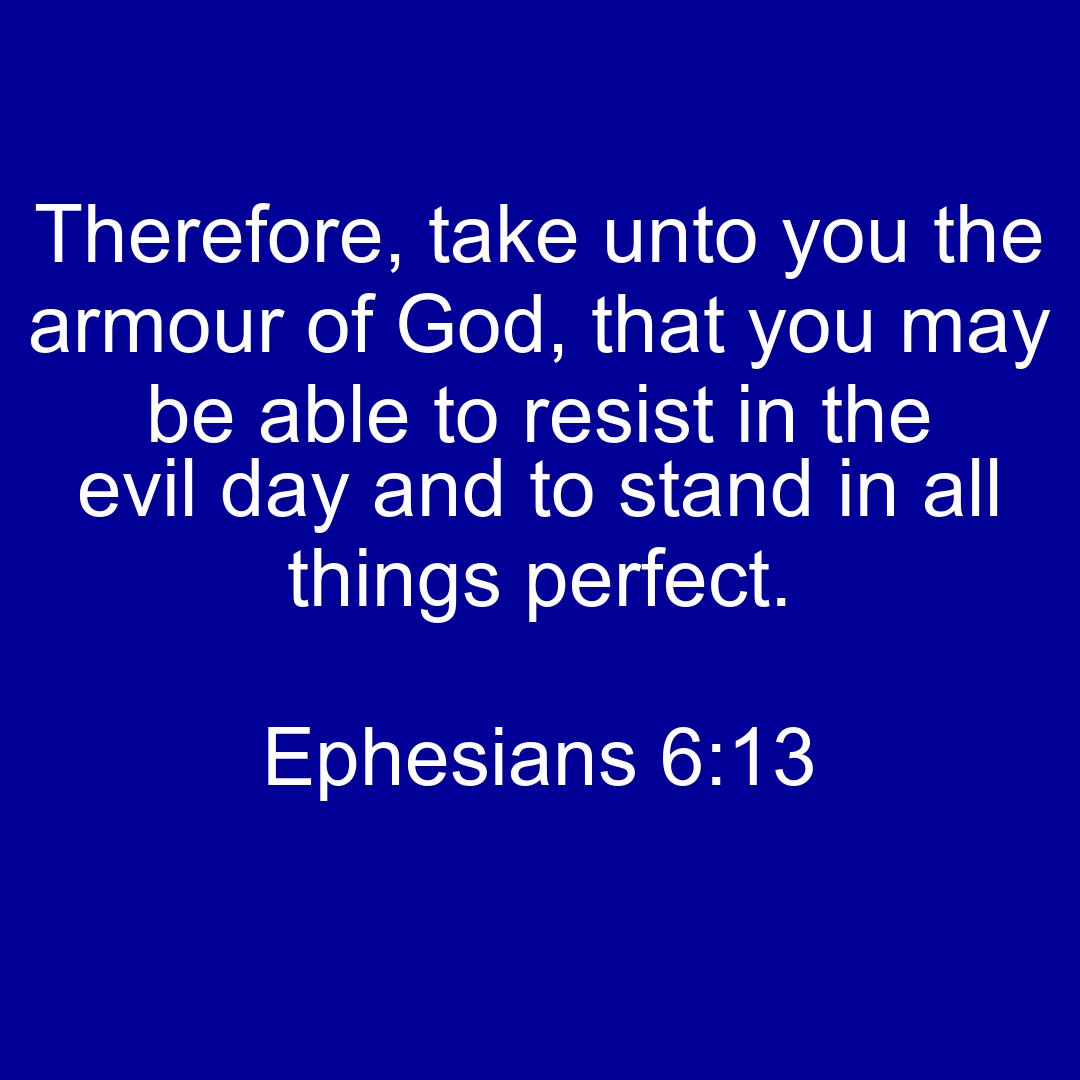 Therefore, take unto you the
armour of God, that you may
be able to resist in the
evil day and to stand in all
things perfect.
Ephesians 6:13